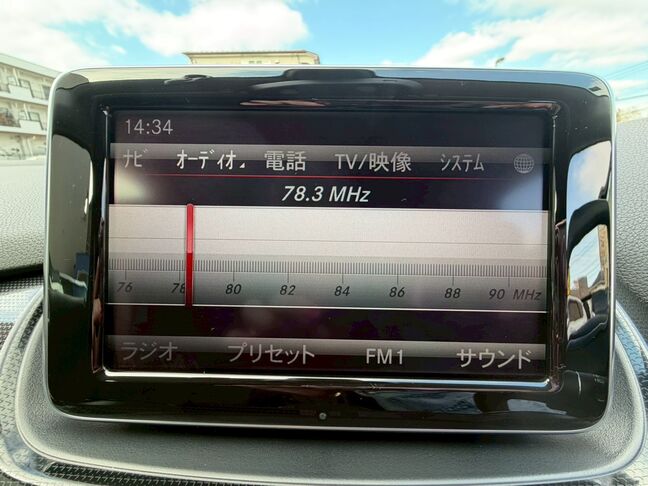 14:34
ナビ オーディオ 電話 TV/映像 システム
78.3 MHz
76 78 80 82 84 86 88 90 MHz
ラジオ プリセット FM1 サウンド